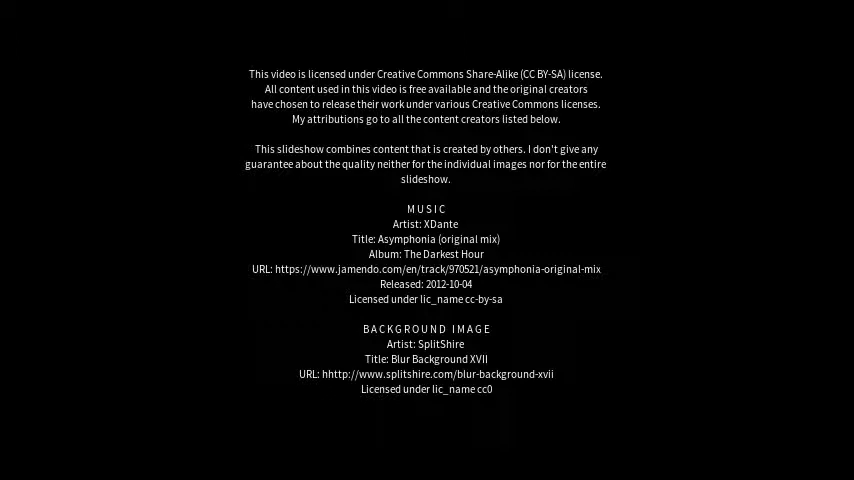 This video is licensed under Creative Commons Share-Alike (CC BY-SA) license.
All content used in this video is free available and the original creators
have chosen to release their work under various Creative Commons licenses.
My attributions go to all the content creators listed below.
This slideshow combines content that is created by others. I don't give any
guarantee about the quality neither for the individual images nor for the entire
slideshow.
MUSIC
Artist: XDante
Title: Asymphonia (original mix)
Album: The Darkest Hour
URL: https://www.jamendo.com/en/track/970521/asymphonia-original-mix
Released: 2012-10-04
Licensed under lic_name cc-by-sa
BACKGROUND IMAGE
Artist: SplitShire
Title: Blur Background XVII
URL: hhttp://www.splitshire.com/blur-background-xvii
Licensed under lic_name cc0